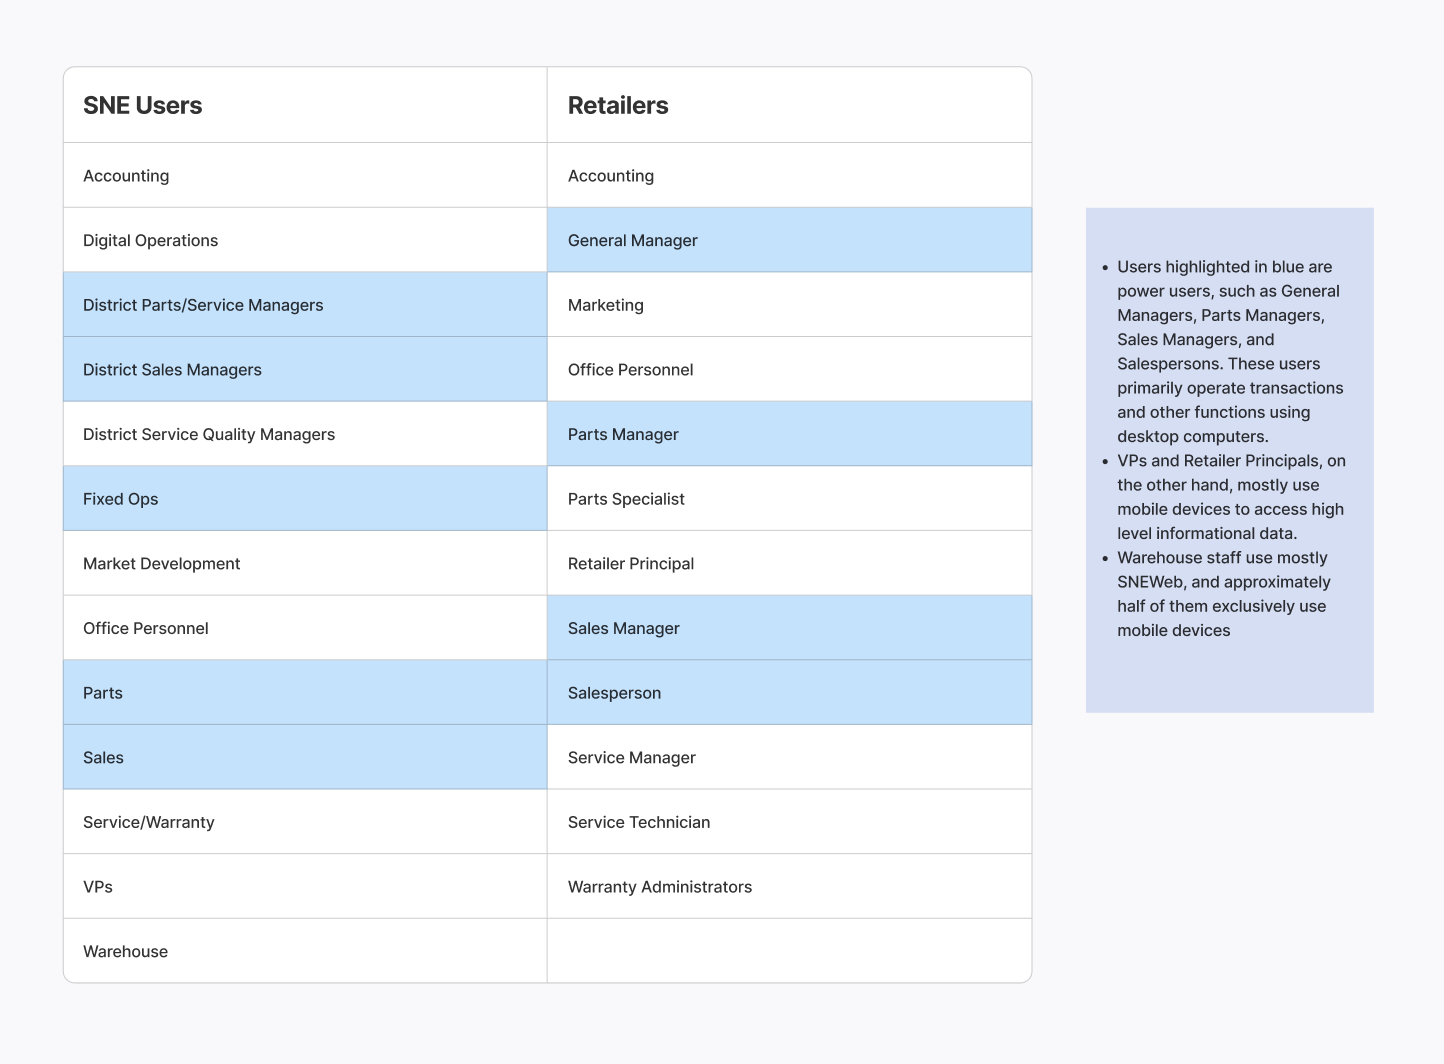 SNE Users
Retailers
Accounting
Accounting
Digital Operations
General Manager
District Parts/Service Managers
Marketing
District Sales Managers
Office Personnel
District Service Quality Managers
Parts Manager
Fixed Ops
Parts Specialist
Market Development
Retailer Principal
Office Personnel
Sales Manager
Parts
Salesperson
Sales
Service Manager
Service/Warranty
Service Technician
VPs
Warranty Administrators
Warehouse
• Users highlighted in blue are
power users, such as General
Managers, Parts Managers,
Sales Managers, and
Salespersons. These users
primarily operate transactions
and other functions using
desktop computers.
• VPs and Retailer Principals, on
the other hand, mostly use
mobile devices to access high
level informational data.
• Warehouse staff use mostly
SNEWeb, and approximately
half of them exclusively use
mobile devices